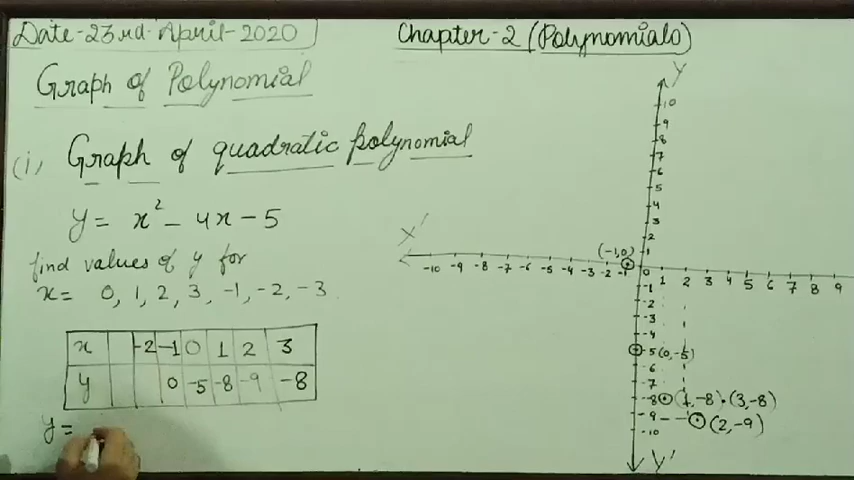 Date-23rd-April-2020
Chapter-2 (Polynomials)
Graph of Polynomial
(i) Graph of quadratic polynomial
y = x² - 4x - 5
find values of y for
x = 0, 1, 2, 3, -1, -2, -3
x -2 -1 0 1 2 3
y 0 -5 -8 -9 -8
y =
Y
10
9
8
7
6
5
4
3
2
1
X'
(-1,0)
-10 -9 -8 -7 -6 -5 -4 -3 -2 -1 0 1 2 3 4 5 6 7 8 9
-1
-2
-3
-4
-5 (0,-5)
-6
-7
-8 (1,-8) (3,-8)
-9 (2,-9)
-10
Y'